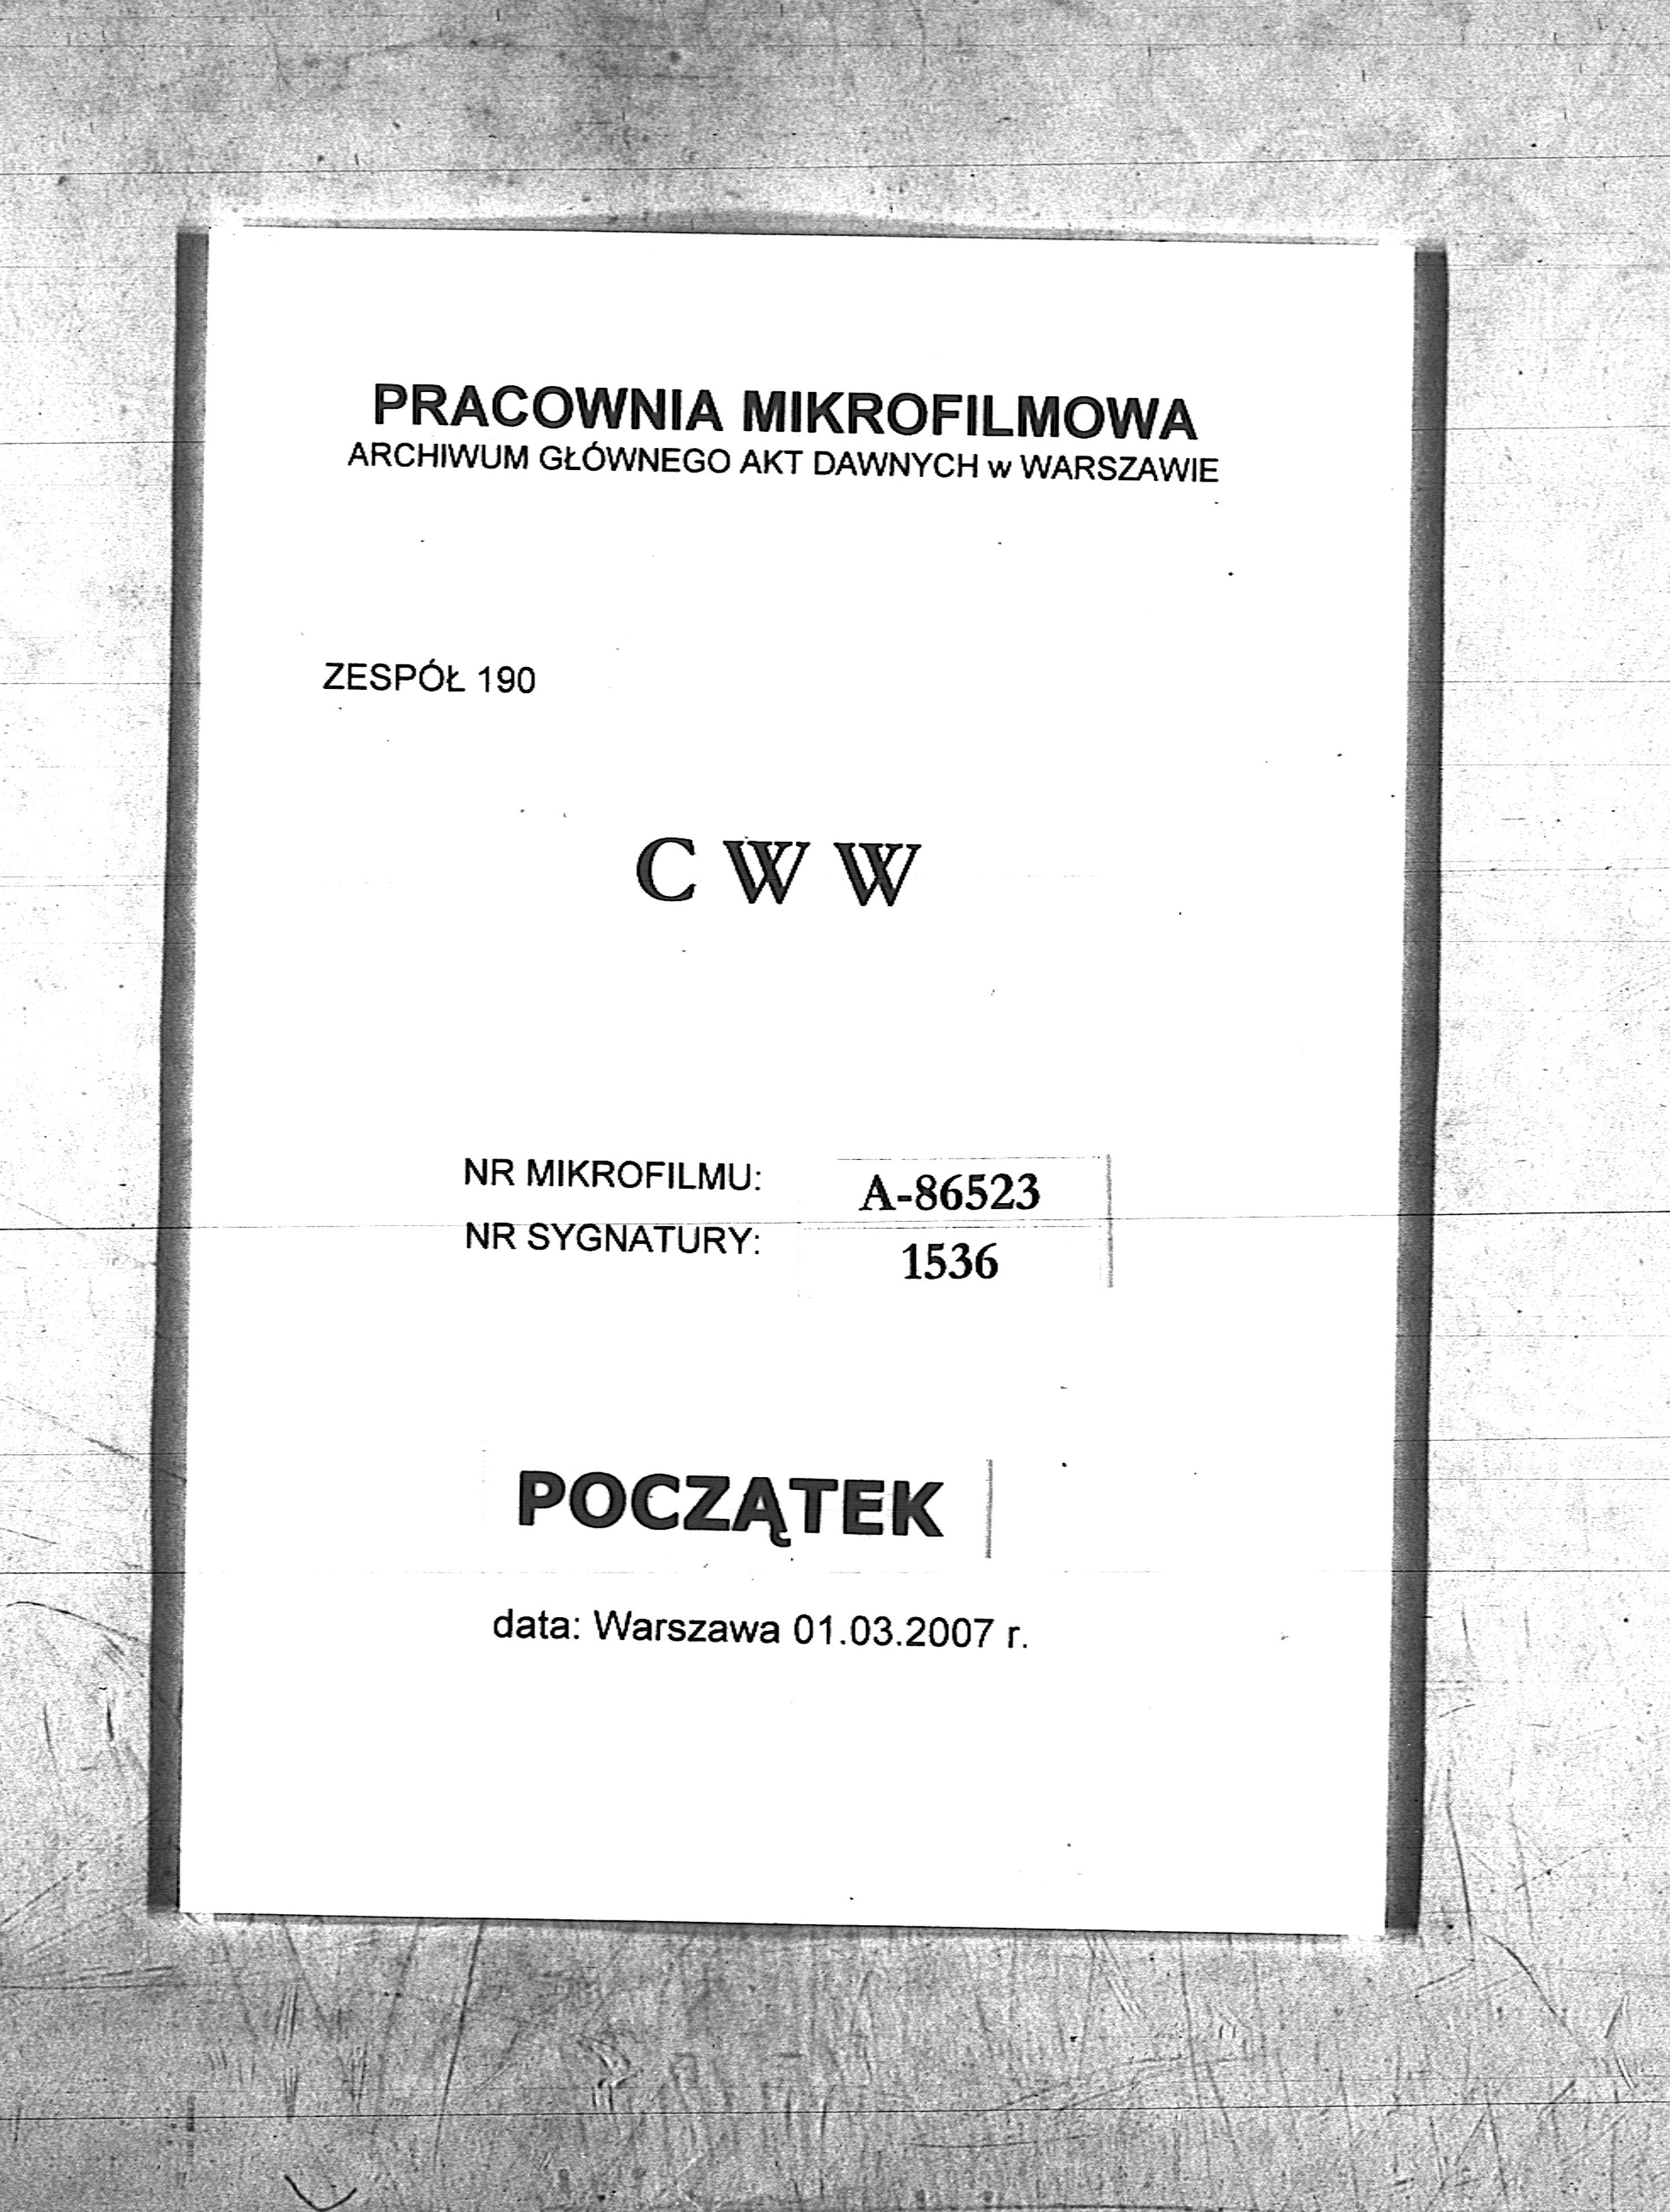 PRACOWNIA MIKROFILMOWA
ARCHIWUM GŁÓWNEGO AKT DAWNYCH w WARSZAWIE
ZESPÓŁ 190
C W W
NR MIKROFILMU: A-86523
NR SYGNATURY: 1536
POCZĄTEK
data: Warszawa 01.03.2007 r.